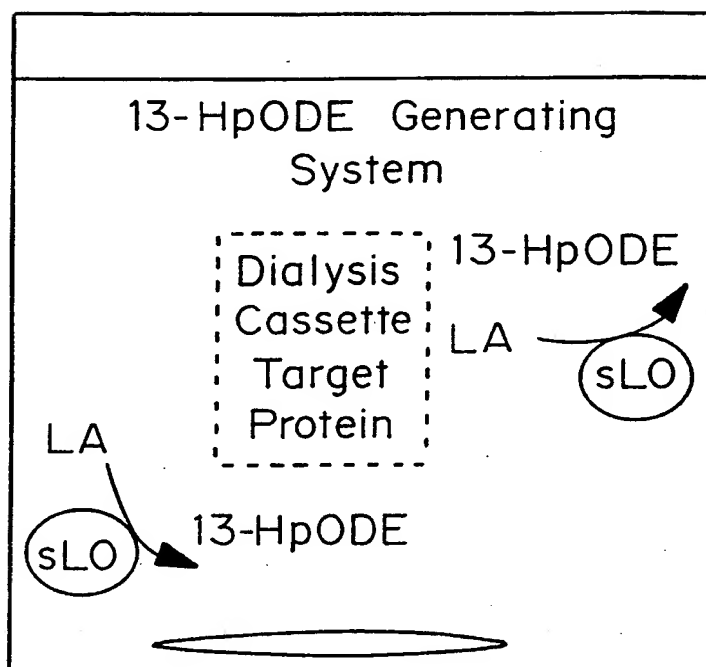 13-HpODE Generating
System
Dialysis
Cassette
Target
Protein
13-HpODE
LA
sLO
LA
sLO
13-HpODE